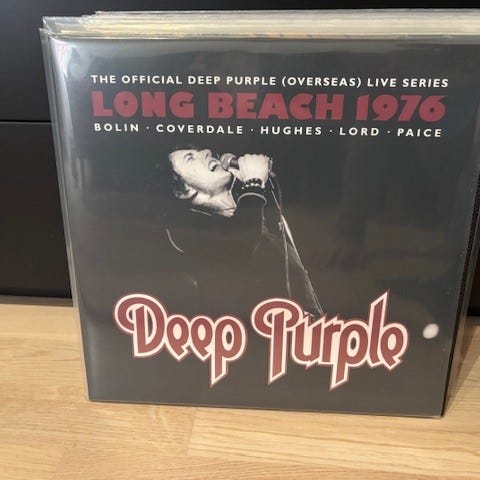 THE OFFICIAL DEEP PURPLE (OVERSEAS) LIVE SERIES
LONG BEACH 1976
BOLIN · COVERDALE · HUGHES · LORD · PAICE
Deep Purple